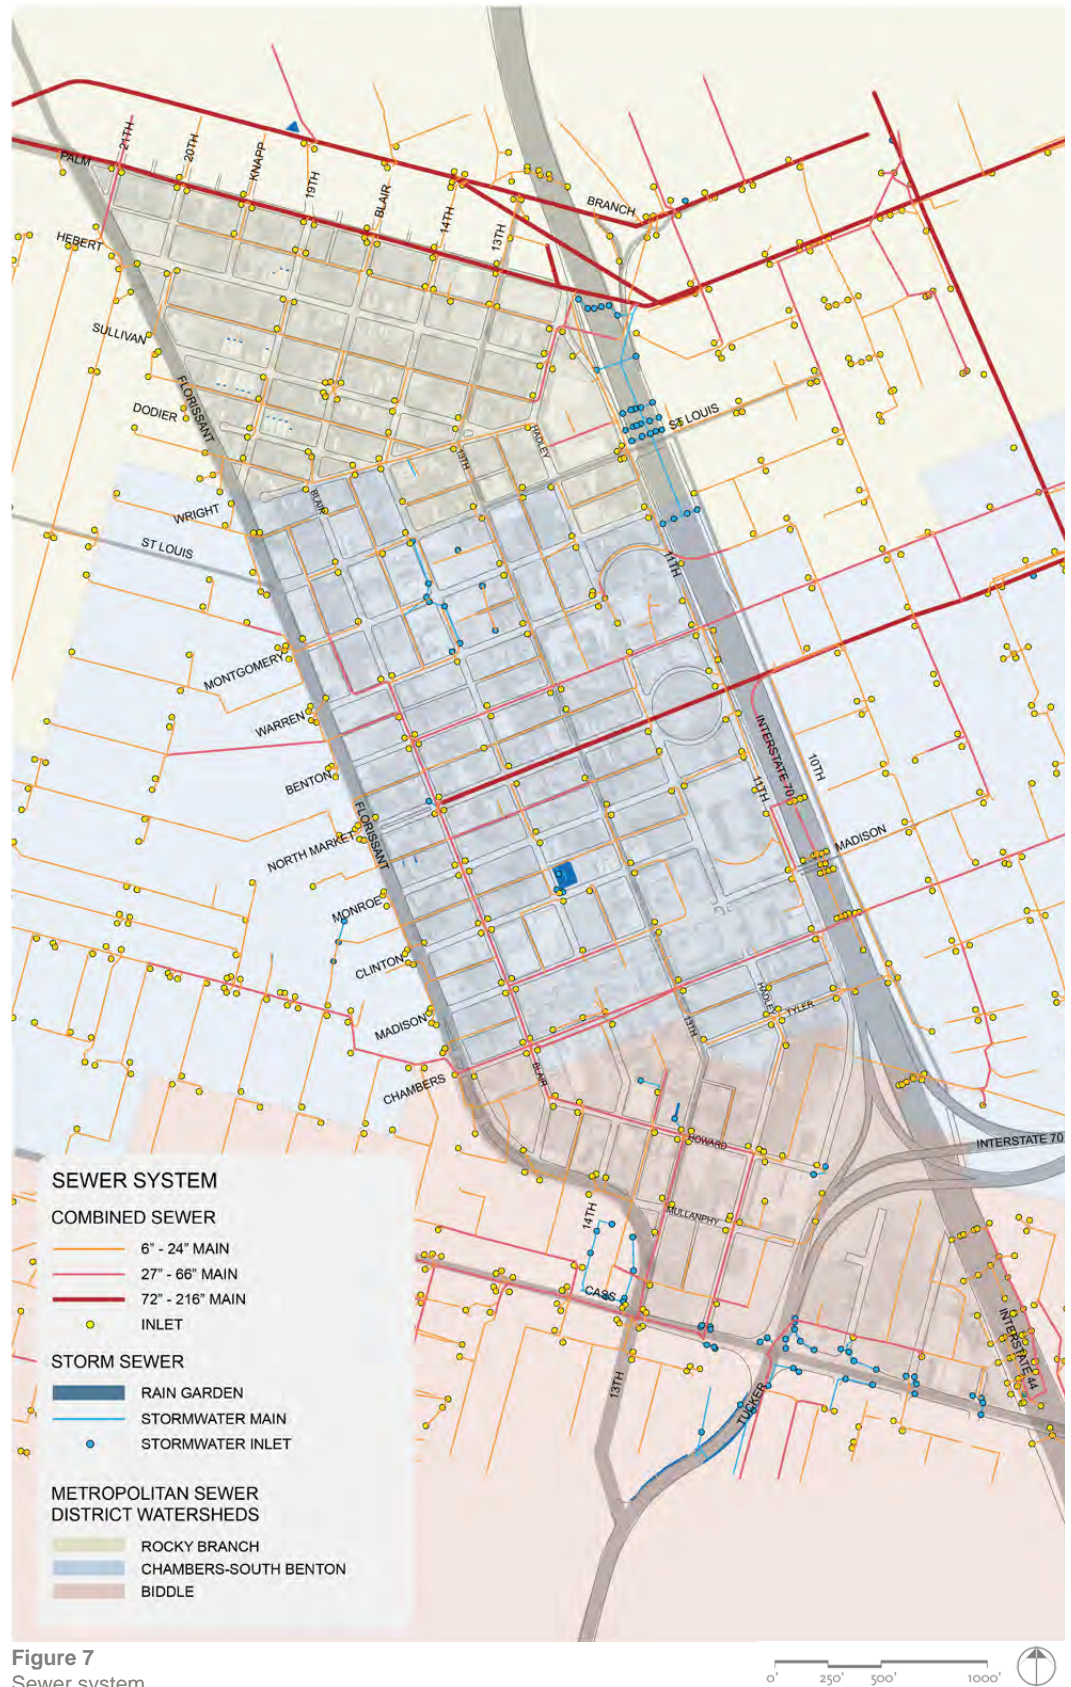 21TH
20TH
KNAPP
19TH
BLAIR
14TH
13TH
BRANCH
PALM
HEBERT
SULLIVAN
FLORISSANT
DODIER
ST LOUIS
HADLEY
13TH
BLAIR
WRIGHT
ST LOUIS
11TH
MONTGOMERY
WARREN
INTERSTATE 70
10TH
BENTON
11TH
FLORISSANT
NORTH MARKET
MADISON
MONROE
CLINTON
HADLEY
TYLER
MADISON
13TH
CHAMBERS
BLAIR
HOWARD
INTERSTATE 70
MULLANPHY
14TH
CASS
INTERSTATE 44
13TH
TUCKER
SEWER SYSTEM
COMBINED SEWER
6" - 24" MAIN
27" - 66" MAIN
72" - 216" MAIN
INLET
STORM SEWER
RAIN GARDEN
STORMWATER MAIN
STORMWATER INLET
METROPOLITAN SEWER
DISTRICT WATERSHEDS
ROCKY BRANCH
CHAMBERS-SOUTH BENTON
BIDDLE
Figure 7
Sewer system
0' 250' 500' 1000'